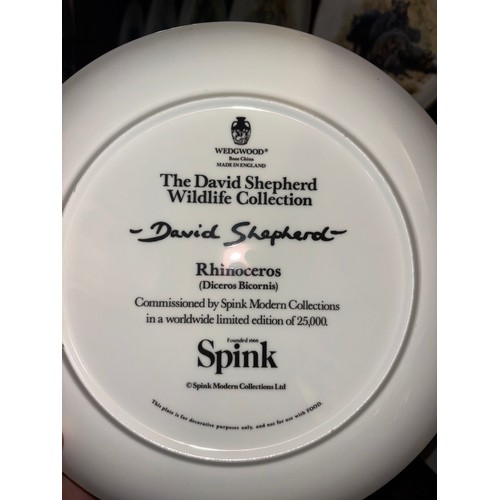 WEDGWOOD®
Bone China
MADE IN ENGLAND
The David Shepherd
Wildlife Collection
- David Shepherd -
Rhinoceros
(Diceros Bicornis)
Commissioned by Spink Modern Collections
in a worldwide limited edition of 25,000.
Founded 1666
Spink
© Spink Modern Collections Ltd
This plate is for decorative purposes only, and not for use with FOOD.